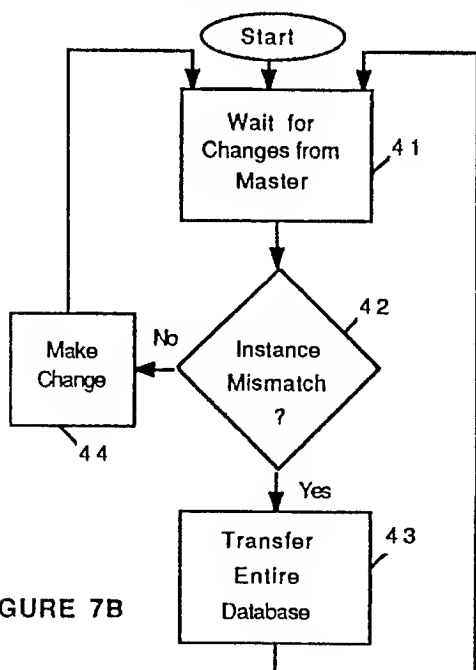 Start
Wait for
Changes from
Master
41
42
Instance
Mismatch
?
No
Make
Change
44
Yes
Transfer
Entire
Database
43
GURE 7B